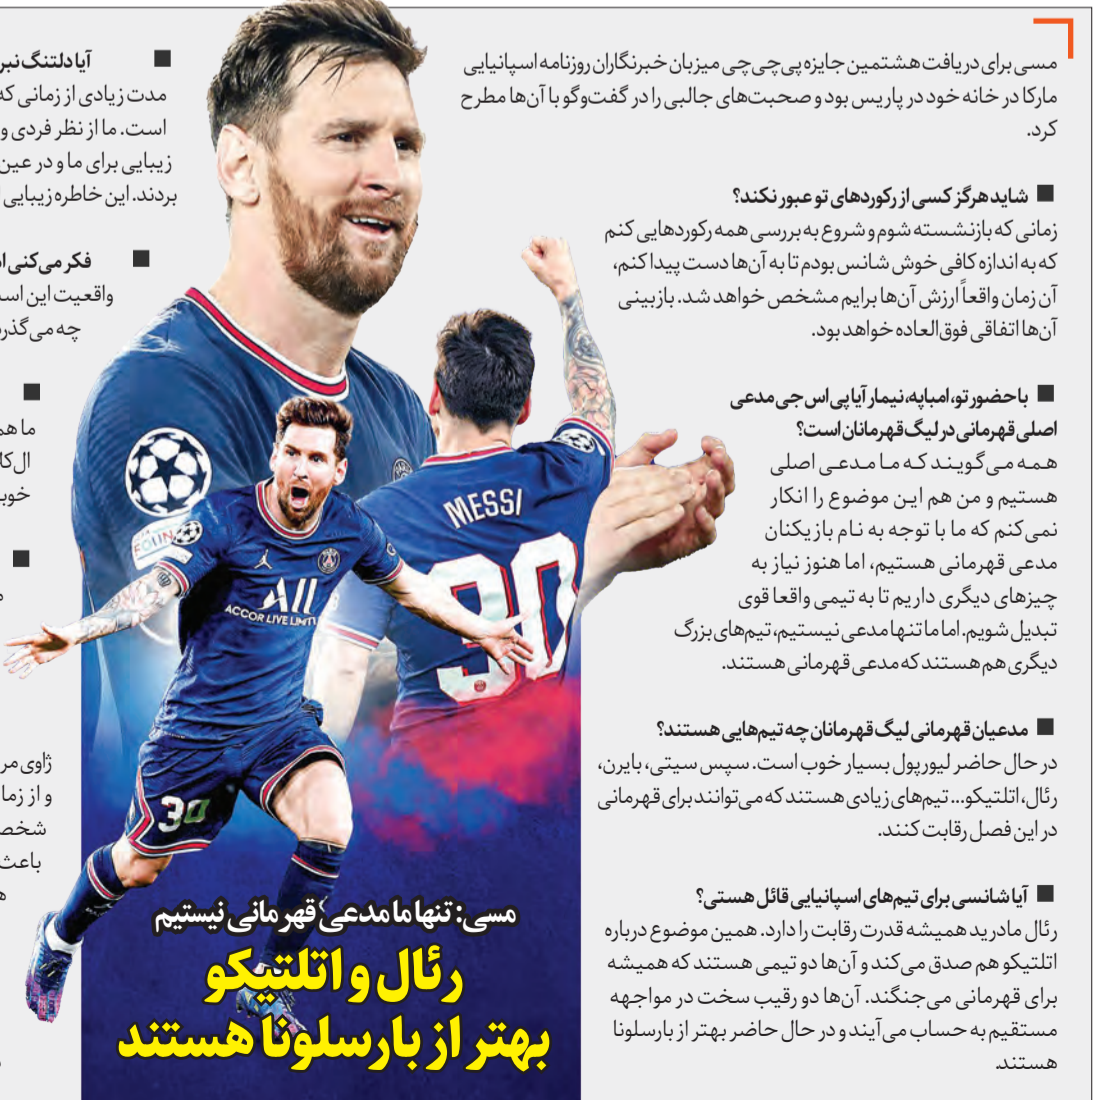 مسی برای دریافت هشتمین جایزه پی‌چی‌چی میزبان خبرنگاران روزنامه اسپانیایی
مارکا در خانه خود در پاریس بود و صحبت‌های جالبی را در گفت‌وگو با آن‌ها مطرح
کرد.
■ شاید هرگز کسی از رکوردهای تو عبور نکند؟
زمانی که بازنشسته شوم و شروع به بررسی همه رکوردهایی کنم
که به اندازه کافی خوش شانس بودم تا به آن‌ها دست پیدا کنم،
آن زمان واقعاً ارزش آن‌ها برایم مشخص خواهد شد. بازبینی
آن‌ها اتفاقی فوق‌العاده خواهد بود.
■ با حضور تو، امباپه، نیمار آیا پی اس جی مدعی
اصلی قهرمانی در لیگ قهرمانان است؟
همه می‌گویند که ما مدعی اصلی
هستیم و من هم این موضوع را انکار
نمی‌کنم که ما با توجه به نام بازیکنان
مدعی قهرمانی هستیم، اما هنوز نیاز به
چیزهای دیگری داریم تا به تیمی واقعا قوی
تبدیل شویم. اما ما تنها مدعی نیستیم، تیم‌های بزرگ
دیگری هم هستند که مدعی قهرمانی هستند.
■ مدعیان قهرمانی لیگ قهرمانان چه تیم‌هایی هستند؟
در حال حاضر لیورپول بسیار خوب است. سپس سیتی، بایرن،
رئال، اتلتیکو... تیم‌های زیادی هستند که می‌توانند برای قهرمانی
در این فصل رقابت کنند.
■ آیا شانسی برای تیم‌های اسپانیایی قائل هستی؟
رئال مادرید همیشه قدرت رقابت را دارد. همین موضوع درباره
اتلتیکو هم صدق می‌کند و آن‌ها دو تیمی هستند که همیشه
برای قهرمانی می‌جنگند. آن‌ها دو رقیب سخت در مواجهه
مستقیم به حساب می‌آیند و در حال حاضر بهتر از بارسلونا
هستند.
MESSI
30
ALL
ACCOR LIVE LIMIT
30
مسی: تنها ما مدعی قهرمانی نیستیم
رئال و اتلتیکو
بهتر از بارسلونا هستند
■ آیا دلتنگ
مدت زیادی از زمانی که
است. ما از نظر فردی و
زیبایی برای ما و در عین
بردند. این خاطره زیبایی
■ فکر می‌کنی
واقعیت این
چه
■
ما
■
ژاوی
و از